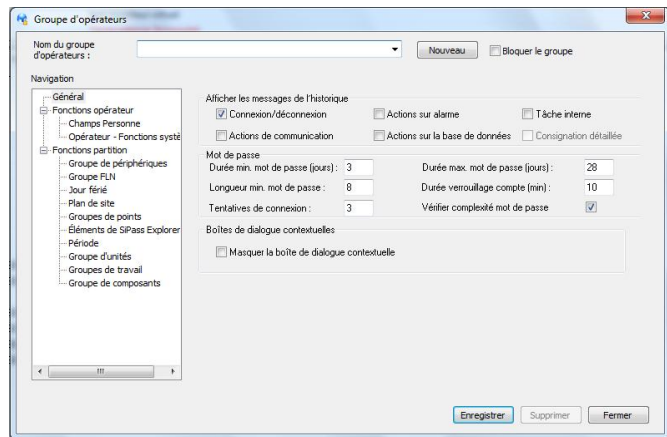 Groupe d'opérateurs
Nom du groupe d'opérateurs :
Nouveau
Bloquer le groupe
Navigation
Général
Fonctions opérateur
Champs Personne
Opérateur - Fonctions systè
Fonctions partition
Groupe de périphériques
Groupe FLN
Jour férié
Plan de site
Groupes de points
Éléments de SiPass Explorer
Période
Groupe d'unités
Groupes de travail
Groupe de composants
Afficher les messages de l'historique
Connexion/déconnexion
Actions sur alarme
Tâche interne
Actions de communication
Actions sur la base de données
Consignation détaillée
Mot de passe
Durée min. mot de passe (jours) : 3
Durée max. mot de passe (jours) : 28
Longueur min. mot de passe : 8
Durée verrouillage compte (min) : 10
Tentatives de connexion : 3
Vérifier complexité mot de passe
Boîtes de dialogue contextuelles
Masquer la boîte de dialogue contextuelle
Enregistrer
Supprimer
Fermer